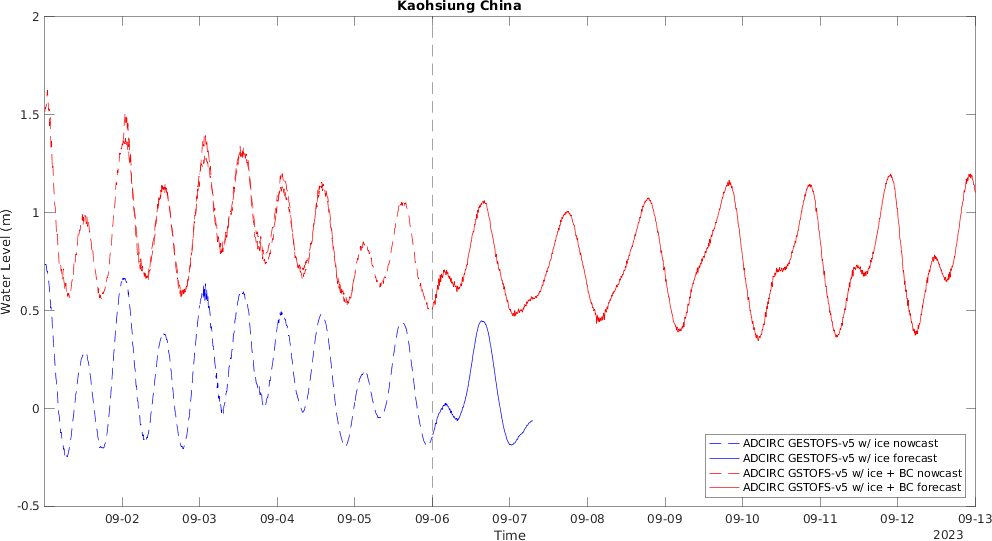 Kaohsiung China
2
1.5
1
0.5
0
-0.5
Water Level (m)
ADCIRC GESTOFS-v5 w/ ice nowcast
ADCIRC GESTOFS-v5 w/ ice forecast
ADCIRC GSTOFS-v5 w/ ice + BC nowcast
ADCIRC GSTOFS-v5 w/ ice + BC forecast
09-02 09-03 09-04 09-05 09-06 09-07 09-08 09-09 09-10 09-11 09-12 09-13
Time
2023